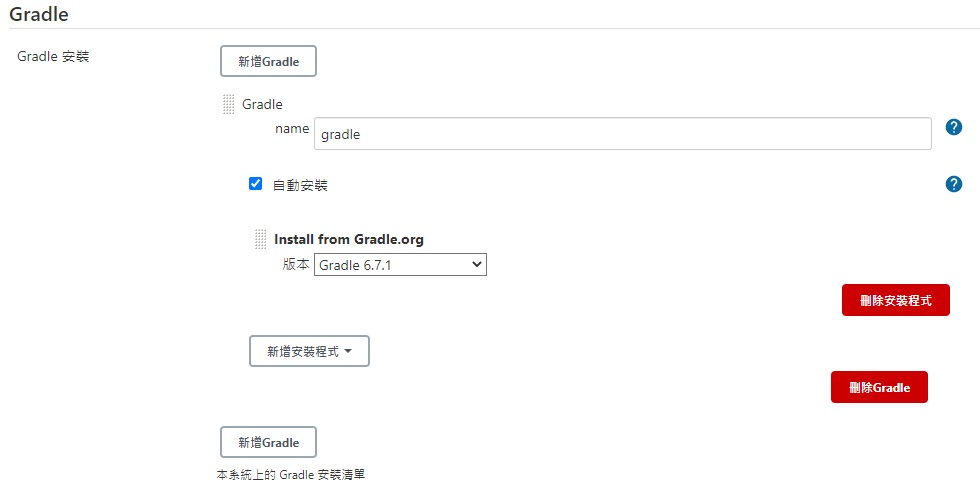 Gradle
Gradle 安裝
新增Gradle
Gradle
name
gradle
?
自動安裝
?
Install from Gradle.org
版本
Gradle 6.7.1
刪除安裝程式
新增安裝程式
刪除Gradle
新增Gradle
本系統上的 Gradle 安裝清單